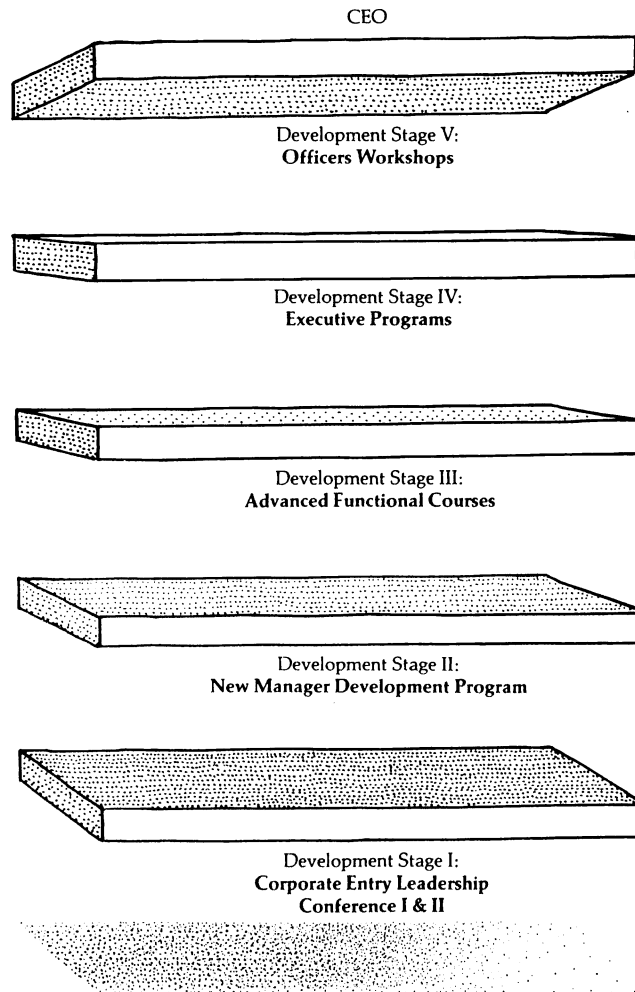 CEO
Development Stage V:
Officers Workshops
Development Stage IV:
Executive Programs
Development Stage III:
Advanced Functional Courses
Development Stage II:
New Manager Development Program
Development Stage I:
Corporate Entry Leadership
Conference I & II